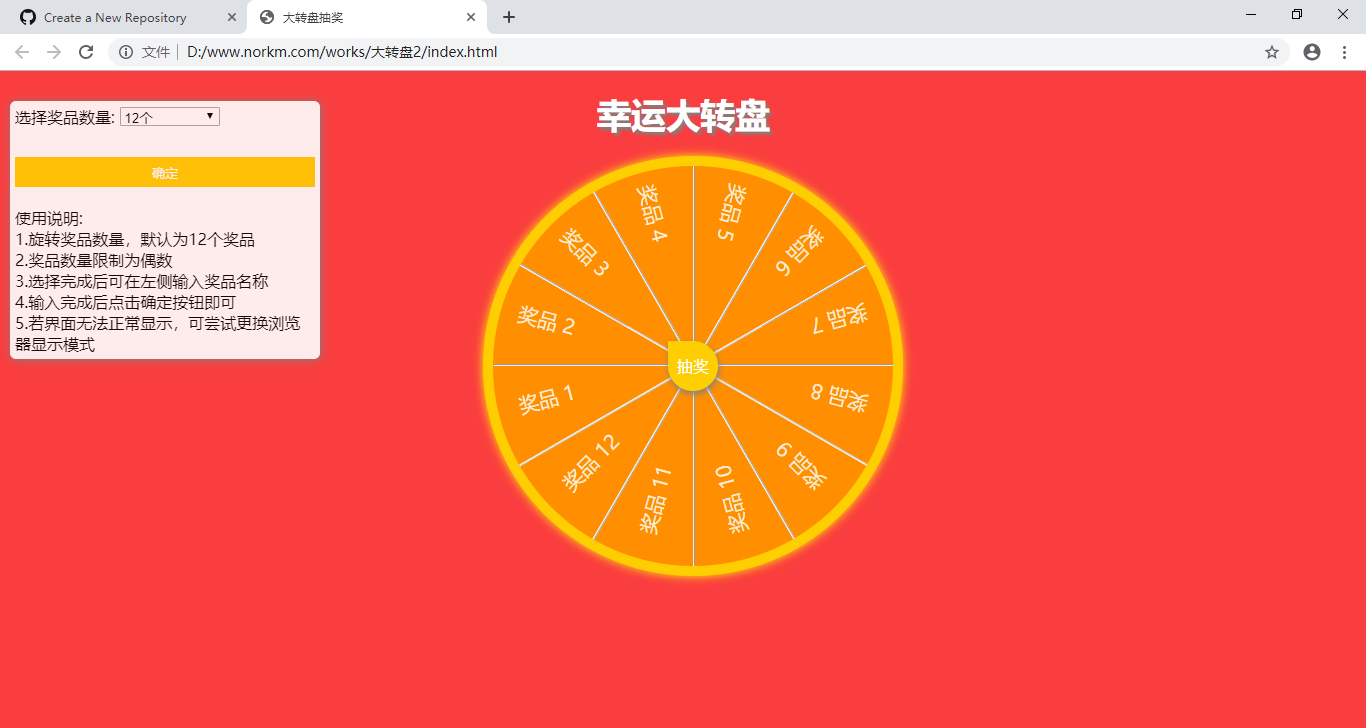 Create a New Repository
大转盘抽奖
文件
D:/www.norkm.com/works/大转盘2/index.html
选择奖品数量: 12个
确定
使用说明:
1.旋转奖品数量，默认为12个奖品
2.奖品数量限制为偶数
3.选择完成后可在左侧输入奖品名称
4.输入完成后点击确定按钮即可
5.若界面无法正常显示，可尝试更换浏览
器显示模式
幸运大转盘
奖品 1
奖品 2
奖品 3
奖品 4
奖品 5
奖品 6
奖品 7
奖品 8
奖品 9
奖品 10
奖品 11
奖品 12
抽奖